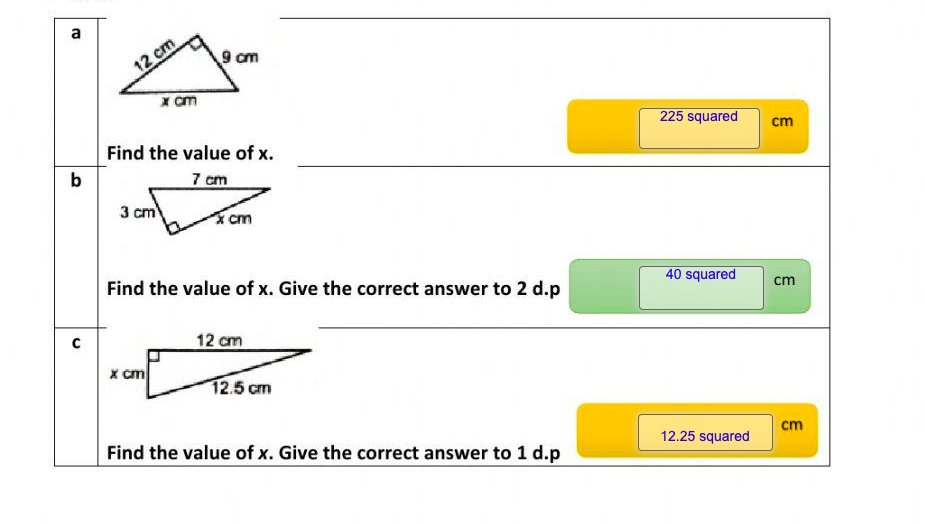 a
12 cm
9 cm
x cm
225 squared
cm
Find the value of x.
b
7 cm
3 cm
x cm
40 squared
cm
Find the value of x. Give the correct answer to 2 d.p
c
12 cm
x cm
12.5 cm
12.25 squared
cm
Find the value of x. Give the correct answer to 1 d.p